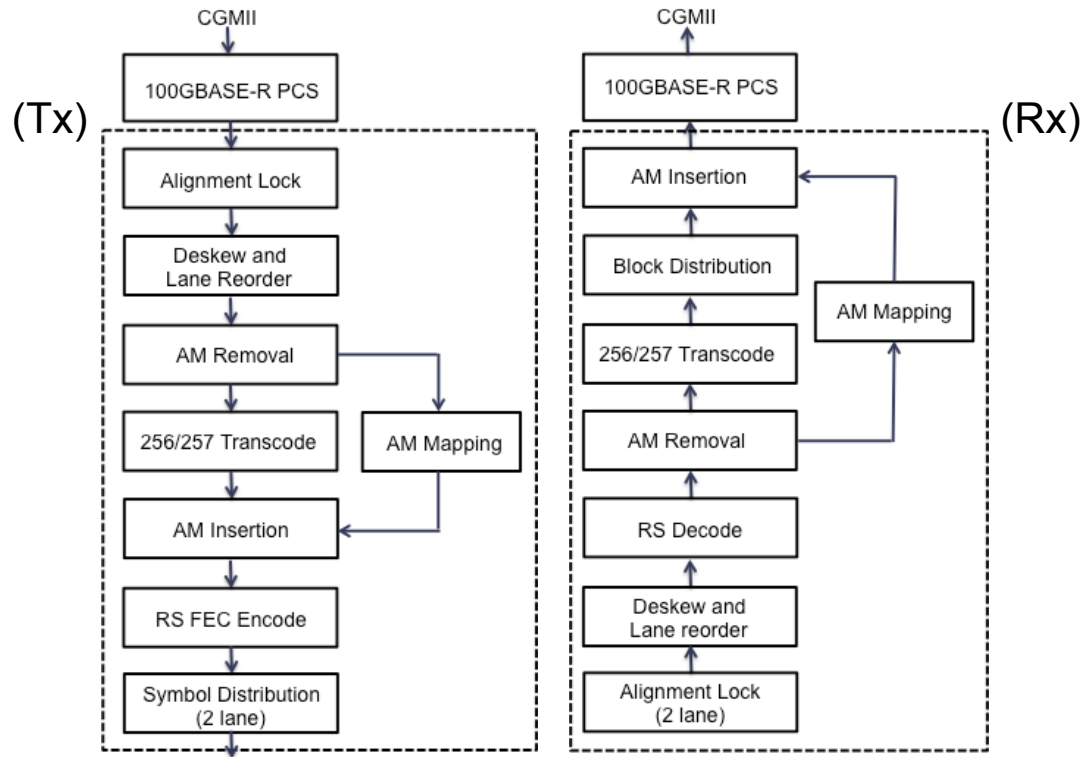 CGMII
100GBASE-R PCS
(Tx)
Alignment Lock
Deskew and
Lane Reorder
AM Removal
256/257 Transcode
AM Mapping
AM Insertion
RS FEC Encode
Symbol Distribution
(2 lane)
CGMII
100GBASE-R PCS
(Rx)
AM Insertion
Block Distribution
AM Mapping
256/257 Transcode
AM Removal
RS Decode
Deskew and
Lane reorder
Alignment Lock
(2 lane)